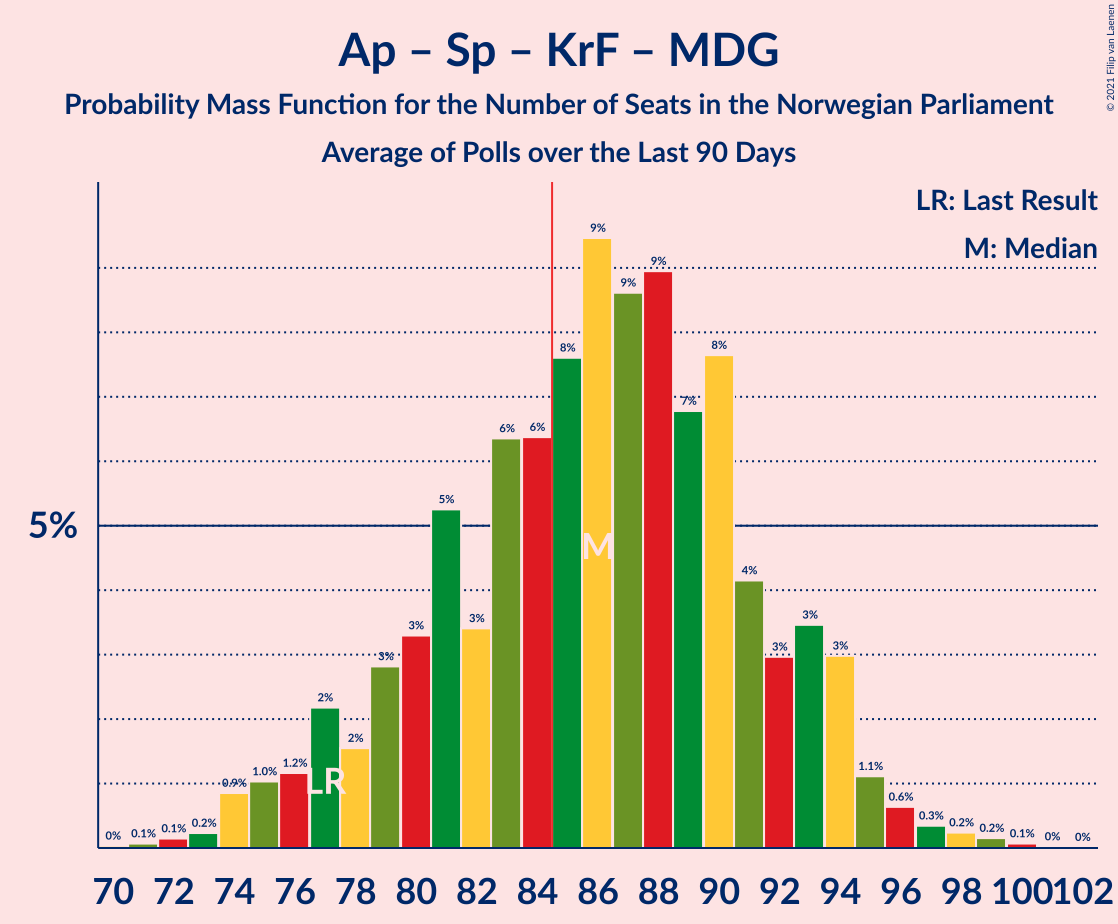 Ap – Sp – KrF – MDG
Probability Mass Function for the Number of Seats in the Norwegian Parliament
Average of Polls over the Last 90 Days
© 2021 Filip van Laenen
LR: Last Result
M: Median
5%
0% 0.1% 0.1% 0.2% 0.9% 1.0% 1.2% 2% 2% 3% 3% 5% 3% 6% 6% 8% 9% 9% 9% 7% 8% 4% 3% 3% 3% 1.1% 0.6% 0.3% 0.2% 0.2% 0.1% 0% 0%
LR
M
70 72 74 76 78 80 82 84 86 88 90 92 94 96 98 100 102